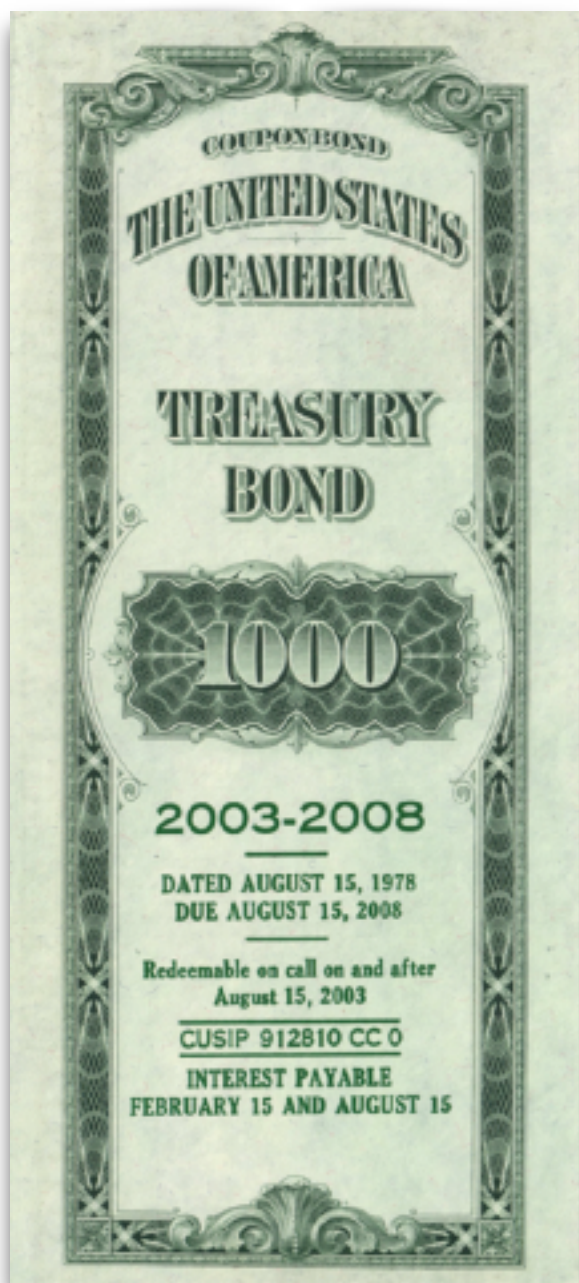 COUPON BOND
THE UNITED STATES
OF AMERICA
TREASURY
BOND
1000
2003-2008
DATED AUGUST 15, 1978
DUE AUGUST 15, 2008
Redeemable on call on and after
August 15, 2003
CUSIP 912810 CC 0
INTEREST PAYABLE
FEBRUARY 15 AND AUGUST 15